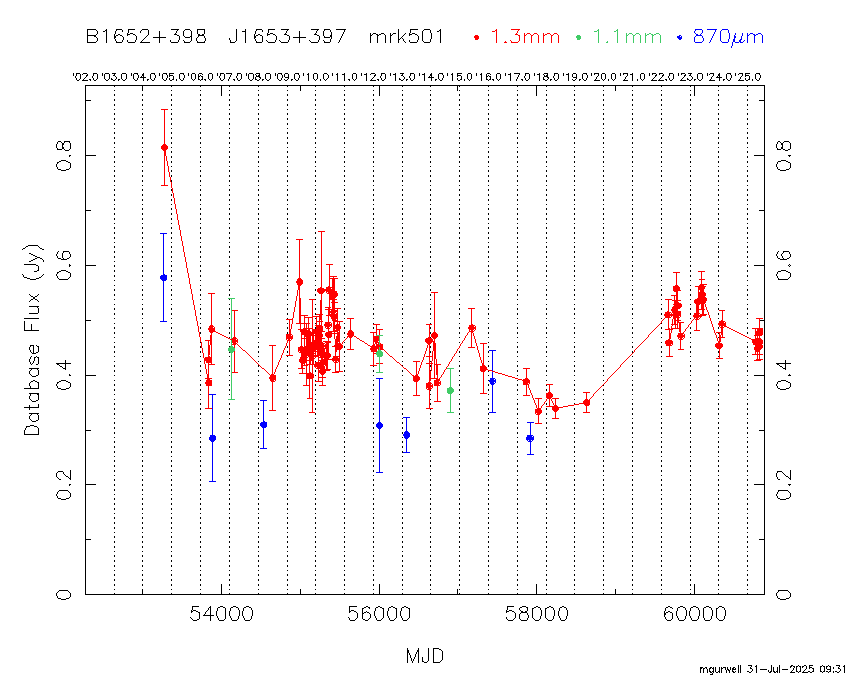 B1652+398 J1653+397 mrk501 1.3mm 1.1mm 870μm
'02.0 '03.0 '04.0 '05.0 '06.0 '07.0 '08.0 '09.0 '10.0 '11.0 '12.0 '13.0 '14.0 '15.0 '16.0 '17.0 '18.0 '19.0 '20.0 '21.0 '22.0 '23.0 '24.0 '25.0
0.8 0.8
0.6 0.6
Database Flux (Jy)
0.4 0.4
0.2 0.2
0 0
54000 56000 58000 60000
MJD
mgurwell 31-Jul-2025 09:31